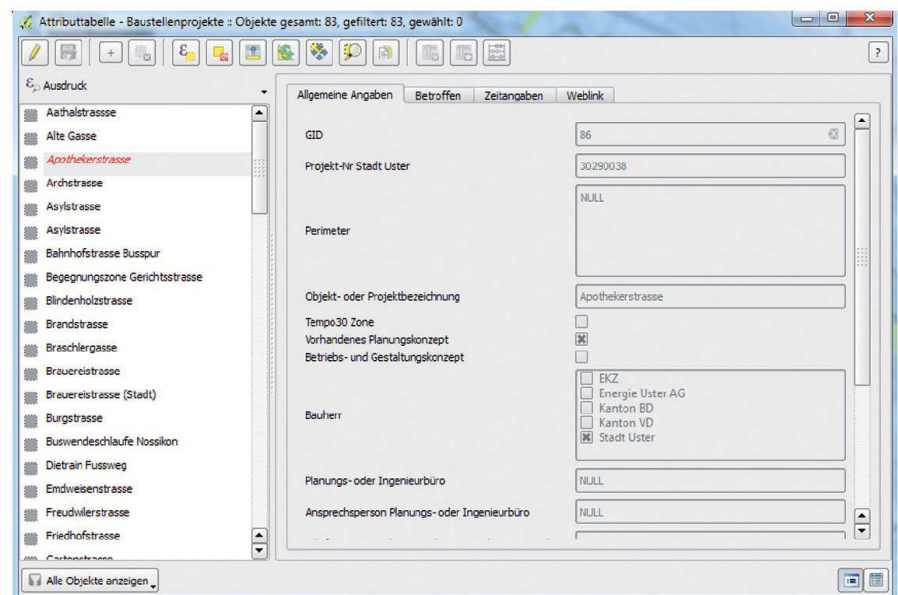 Attributtabelle - Baustellenprojekte :: Objekte gesamt: 83, gefiltert: 83, gewählt: 0
?
Ausdruck
Aathalstrassse
Alte Gasse
Apothekerstrasse
Archstrasse
Asylstrasse
Asylstrasse
Bahnhofstrasse Busspur
Begegnungszone Gerichtsstrasse
Blindenholzstrasse
Brandstrasse
Braschlergasse
Brauereistrasse
Brauereistrasse (Stadt)
Burgstrasse
Buswendeschlaufe Nossikon
Dietrain Fussweg
Emdweisenstrasse
Freudwilerstrasse
Friedhofstrasse
Gartenstrasse
Alle Objekte anzeigen
Allgemeine Angaben Betroffen Zeitangaben Weblink
GID 86
Projekt-Nr Stadt Uster 30290038
Perimeter NULL
Objekt- oder Projektbezeichnung Apothekerstrasse
Tempo30 Zone
Vorhandenes Planungskonzept
Betriebs- und Gestaltungskonzept
Bauherr
EKZ
Energie Uster AG
Kanton BD
Kanton VD
Stadt Uster
Planungs- oder Ingenieurbüro NULL
Ansprechsperson Planungs- oder Ingenieurbüro NULL